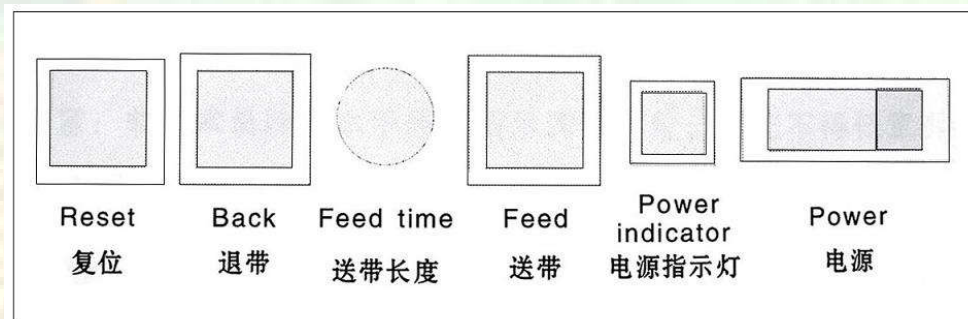 Reset
复位
Back
退带
Feed time
送带长度
Feed
送带
Power
indicator
电源指示灯
Power
电源